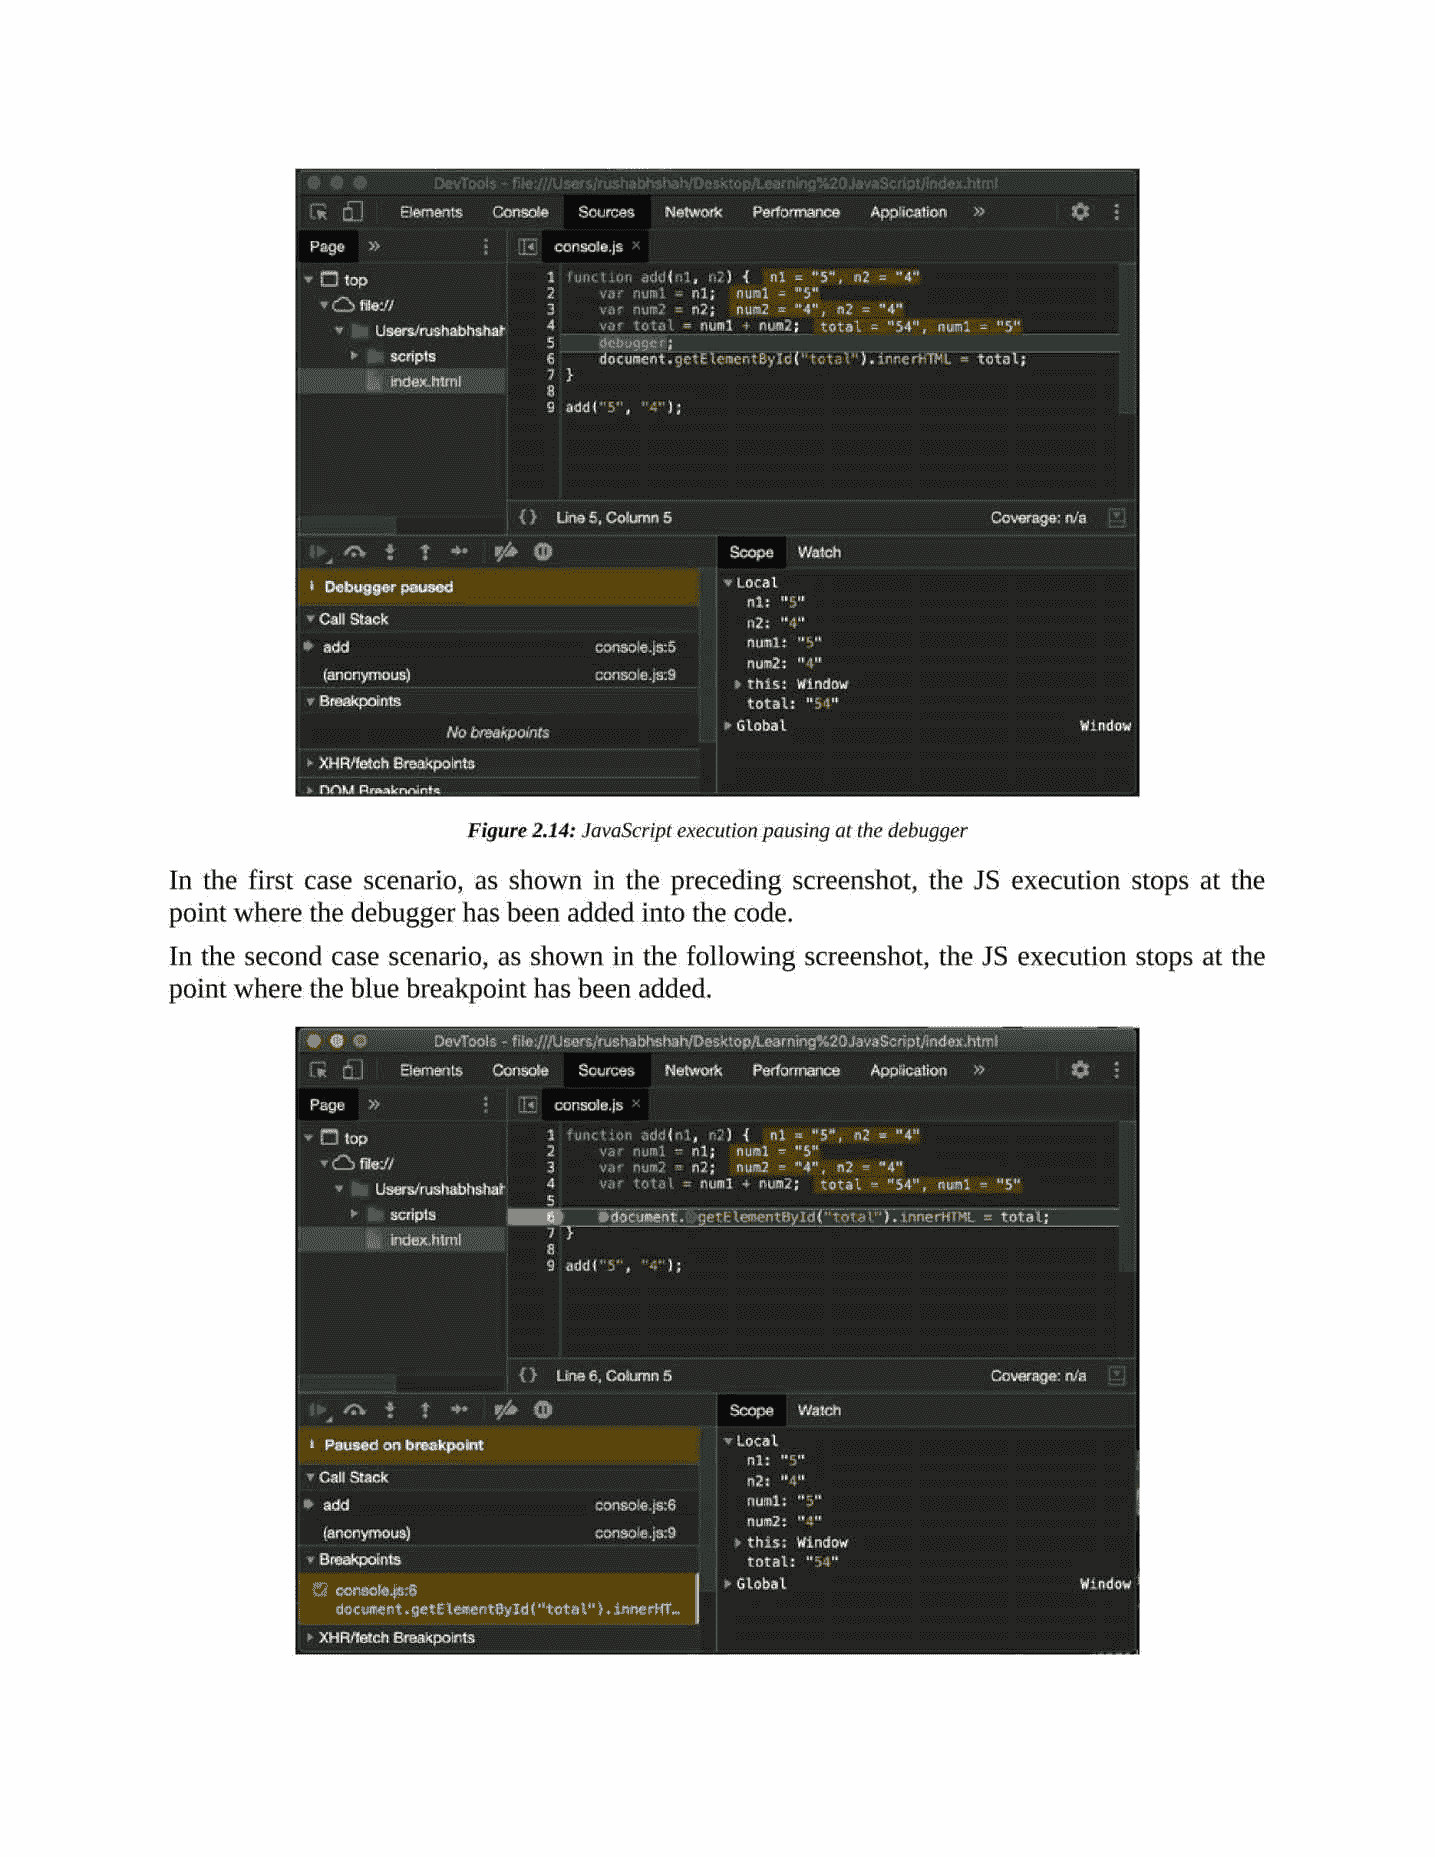 DevTools - file:///Users/rushabhshah/Desktop/Learning%20JavaScript/index.html
Elements Console Sources Network Performance Application »
Page » console.js ×
top
file://
Users/rushabhshah
scripts
index.html
1 function add(n1, n2) { n1 = "5", n2 = "4"
2 var num1 = n1; num1 = "5"
3 var num2 = n2; num2 = "4", n2 = "4"
4 var total = num1 + num2; total = "54", num1 = "5"
5 debugger;
6 document.getElementById("total").innerHTML = total;
7 }
8
9 add("5", "4");
{} Line 5, Column 5 Coverage: n/a
Scope Watch
Debugger paused
Call Stack
add console.js:5
(anonymous) console.js:9
Breakpoints
No breakpoints
XHR/fetch Breakpoints
DOM Breakpoints
Local
n1: "5"
n2: "4"
num1: "5"
num2: "4"
this: Window
total: "54"
Global Window
Figure 2.14: JavaScript execution pausing at the debugger
In the first case scenario, as shown in the preceding screenshot, the JS execution stops at the
point where the debugger has been added into the code.
In the second case scenario, as shown in the following screenshot, the JS execution stops at the
point where the blue breakpoint has been added.
DevTools - file:///Users/rushabhshah/Desktop/Learning%20JavaScript/index.html
Elements Console Sources Network Performance Application »
Page » console.js ×
top
file://
Users/rushabhshah
scripts
index.html
1 function add(n1, n2) { n1 = "5", n2 = "4"
2 var num1 = n1; num1 = "5"
3 var num2 = n2; num2 = "4", n2 = "4"
4 var total = num1 + num2; total = "54", num1 = "5"
5
6 document.getElementById("total").innerHTML = total;
7 }
8
9 add("5", "4");
{} Line 6, Column 5 Coverage: n/a
Scope Watch
Paused on breakpoint
Call Stack
add console.js:6
(anonymous) console.js:9
Breakpoints
console.js:6
document.getElementById("total").innerHT…
XHR/fetch Breakpoints
Local
n1: "5"
n2: "4"
num1: "5"
num2: "4"
this: Window
total: "54"
Global Window